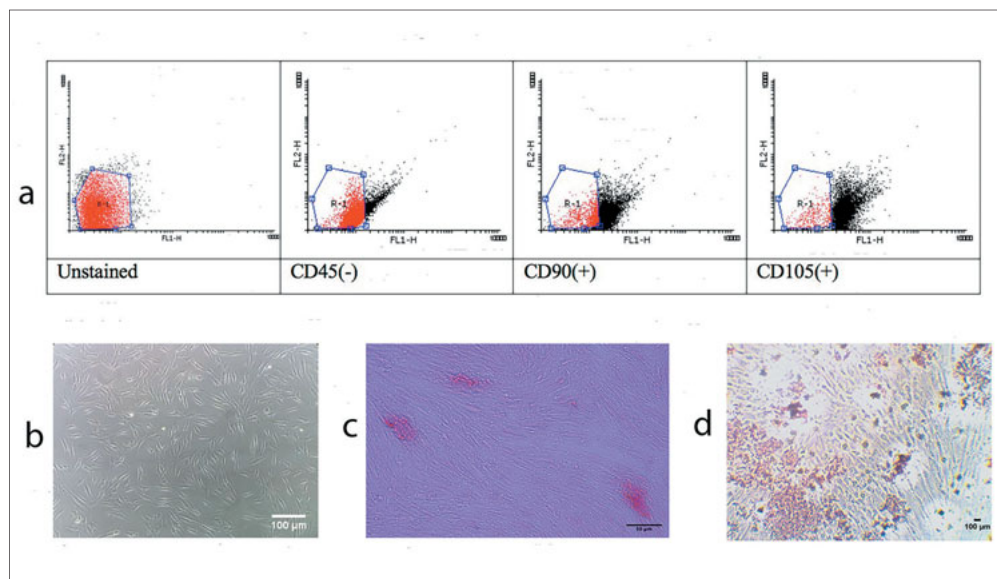 a
FL2-H
R-1
FL1-H
FL2-H
R-1
FL1-H
FL2-H
R-1
FL1-H
FL2-H
R-1
FL1-H
Unstained
CD45(-)
CD90(+)
CD105(+)
b
100 µm
c
d
100 µm